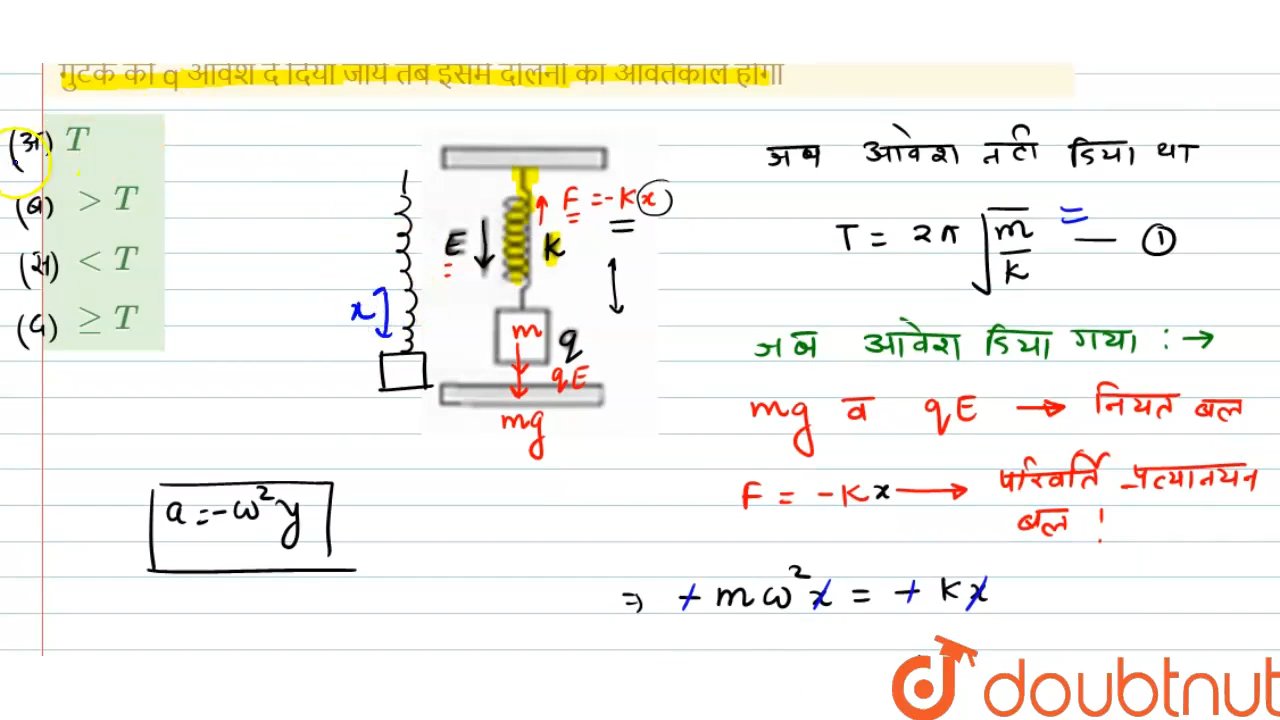 गुटके को q आवेश दे दिया जाये तब इसमें दोलनों का आवर्तकाल होगा
(अ) T
(ब) > T
(स) < T
(द) ≥ T
x
E
F = -Kx
K
m
q
qE
mg
a = -ω²y
जब आवेश नही दिया था
T = 2π √(m/K) — ①
जब आवेश दिया गया : →
mg व qE → नियत बल
F = -Kx → परिवर्ति प्रत्यानयन
बल !
⇒ + mω²x = + Kx
doubtnut